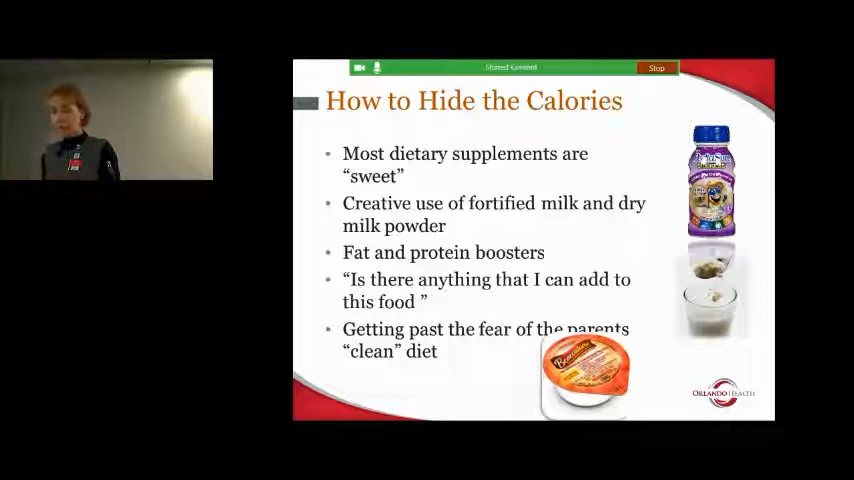 Shared Content
Stop
How to Hide the Calories
• Most dietary supplements are
“sweet”
• Creative use of fortified milk and dry
milk powder
• Fat and protein boosters
• “Is there anything that I can add to
this food ”
• Getting past the fear of the parents
“clean” diet
Benecalorie
ORLANDO HEALTH